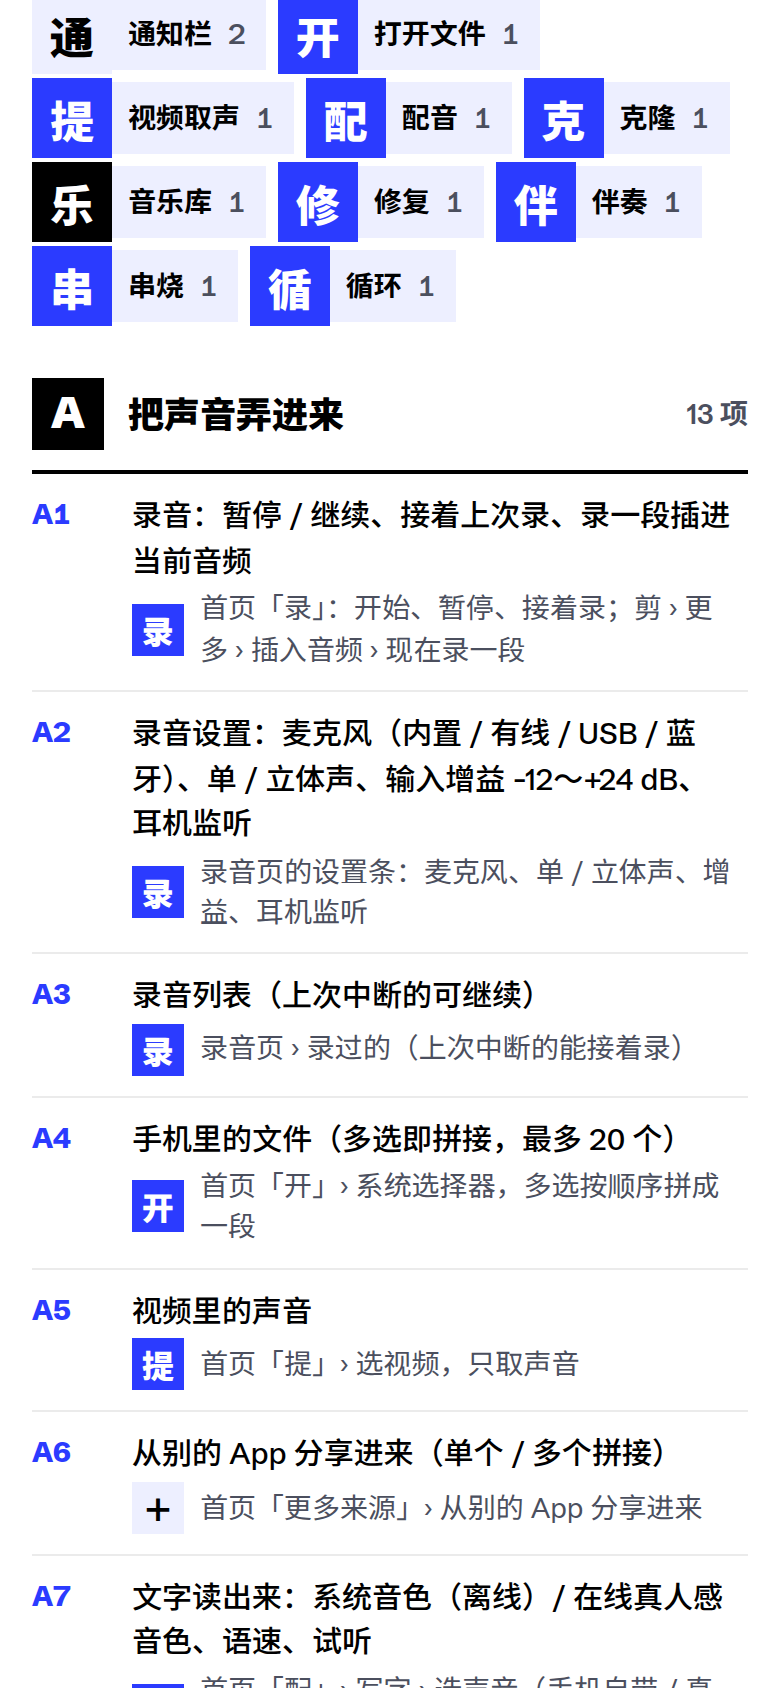 通 通知栏 2 开 打开文件 1
提 视频取声 1 配 配音 1 克 克隆 1
乐 音乐库 1 修 修复 1 伴 伴奏 1
串 串烧 1 循 循环 1
A 把声音弄进来 13 项
A1 录音：暂停 / 继续、接着上次录、录一段插进
当前音频
录 首页「录」：开始、暂停、接着录；剪 › 更
多 › 插入音频 › 现在录一段
A2 录音设置：麦克风（内置 / 有线 / USB / 蓝
牙）、单 / 立体声、输入增益 -12～+24 dB、
耳机监听
录 录音页的设置条：麦克风、单 / 立体声、增
益、耳机监听
A3 录音列表（上次中断的可继续）
录 录音页 › 录过的（上次中断的能接着录）
A4 手机里的文件（多选即拼接，最多 20 个）
开 首页「开」› 系统选择器，多选按顺序拼成
一段
A5 视频里的声音
提 首页「提」› 选视频，只取声音
A6 从别的 App 分享进来（单个 / 多个拼接）
+ 首页「更多来源」› 从别的 App 分享进来
A7 文字读出来：系统音色（离线）/ 在线真人感
音色、语速、试听
首页「配」› 写字 › 选声音（手机自带 / 真